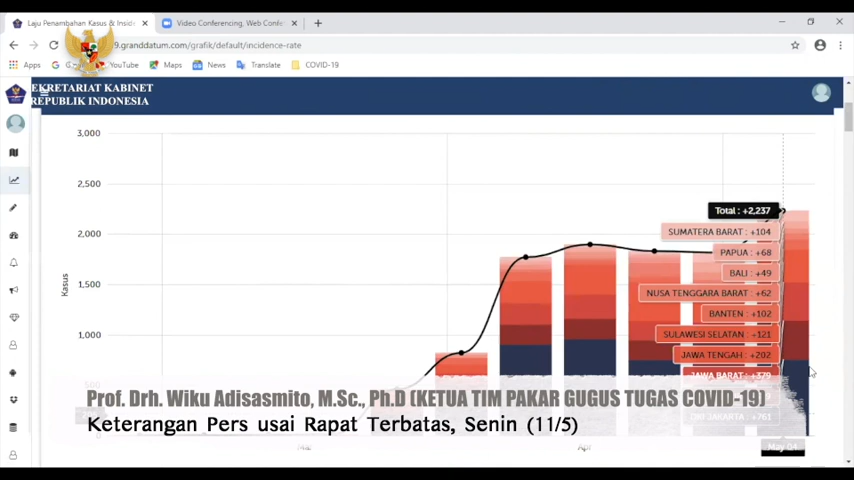 Laju Penambahan Kasus & Inside
Video Conferencing, Web Confe
9.granddatum.com/grafik/default/incidence-rate
Apps
YouTube
Maps
News
Translate
COVID-19
EKRETARIAT KABINET
REPUBLIK INDONESIA
3,000
2,500
2,000
1,500
1,000
Kasus
Total : +2,237
SUMATERA BARAT : +104
PAPUA : +68
BALI : +49
NUSA TENGGARA BARAT : +62
BANTEN : +102
SULAWESI SELATAN : +121
JAWA TENGAH : +202
JAWA BARAT : +379
DKI JAKARTA : +761
Prof. Drh. Wiku Adisasmito, M.Sc., Ph.D (KETUA TIM PAKAR GUGUS TUGAS COVID-19)
Keterangan Pers usai Rapat Terbatas, Senin (11/5)
Apr
May 04